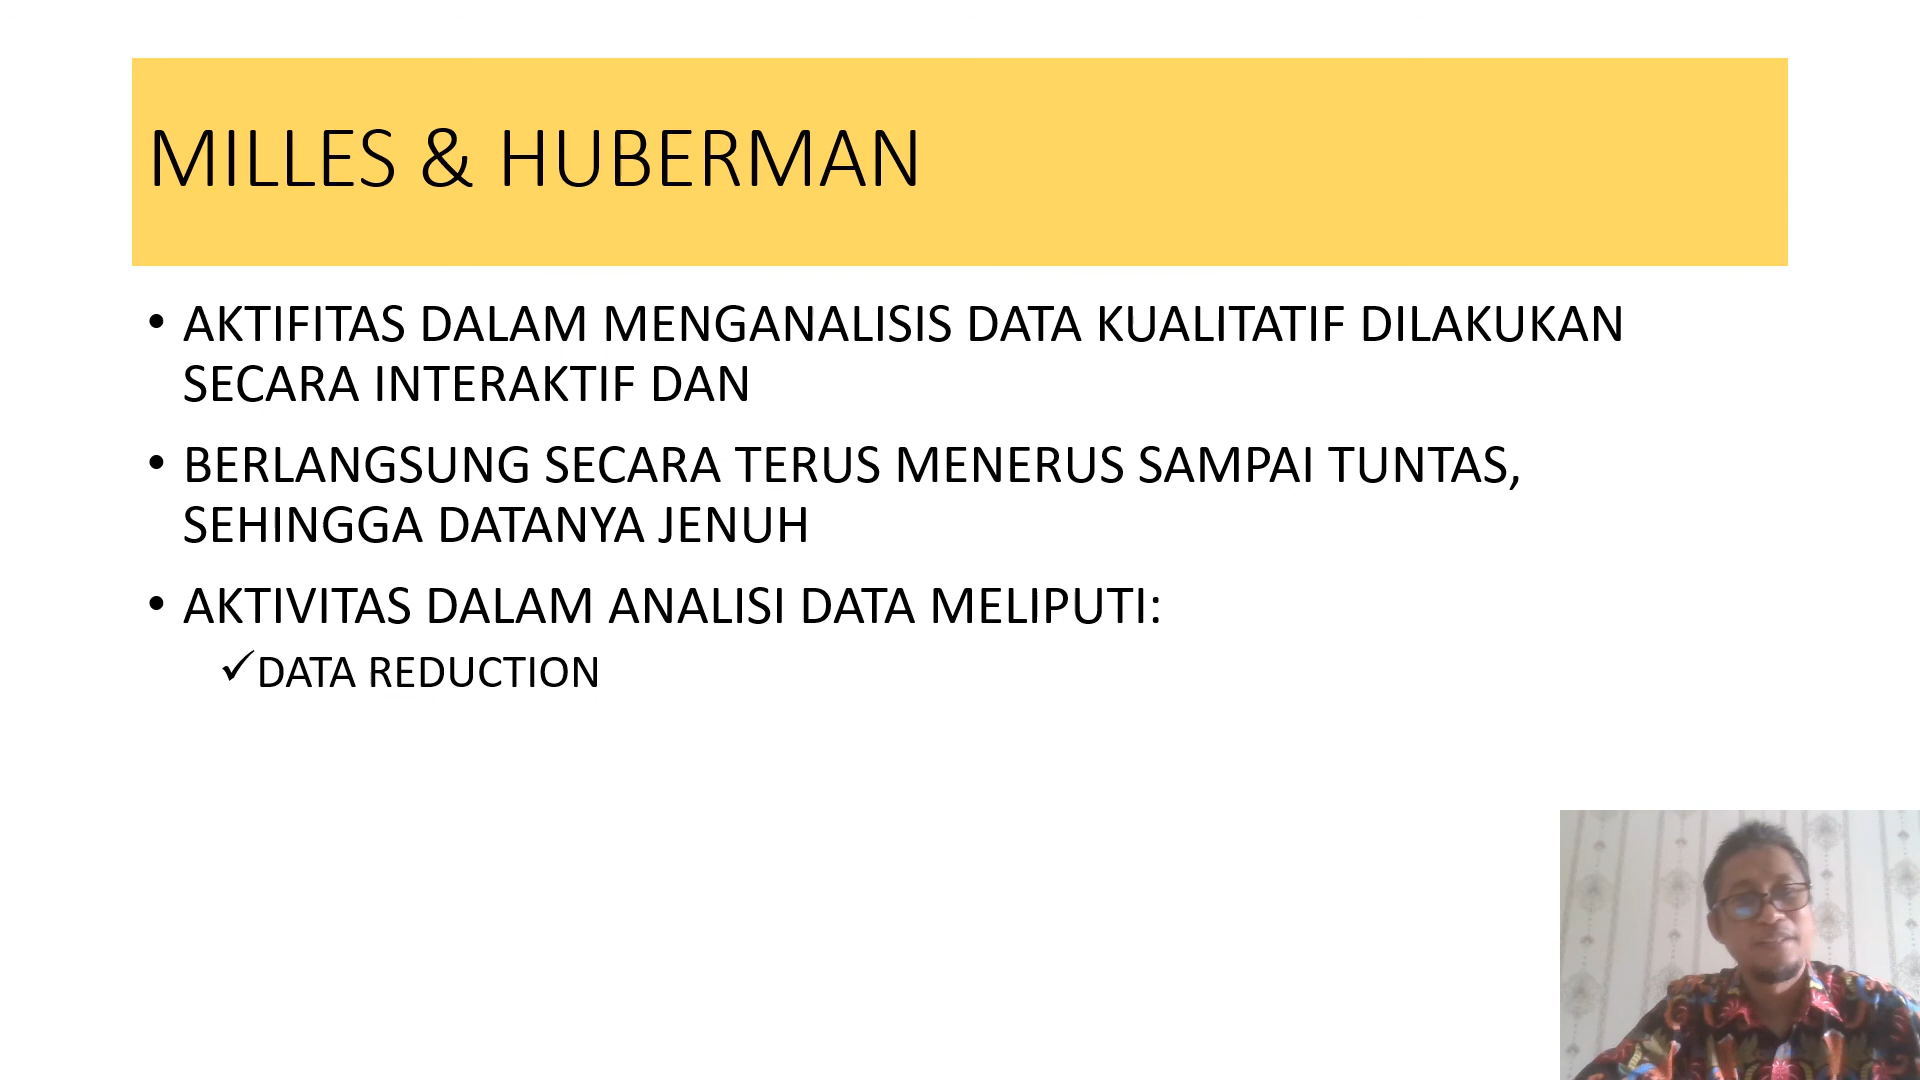 MILLES & HUBERMAN
• AKTIFITAS DALAM MENGANALISIS DATA KUALITATIF DILAKUKAN
SECARA INTERAKTIF DAN
• BERLANGSUNG SECARA TERUS MENERUS SAMPAI TUNTAS,
SEHINGGA DATANYA JENUH
• AKTIVITAS DALAM ANALISI DATA MELIPUTI:
✓DATA REDUCTION